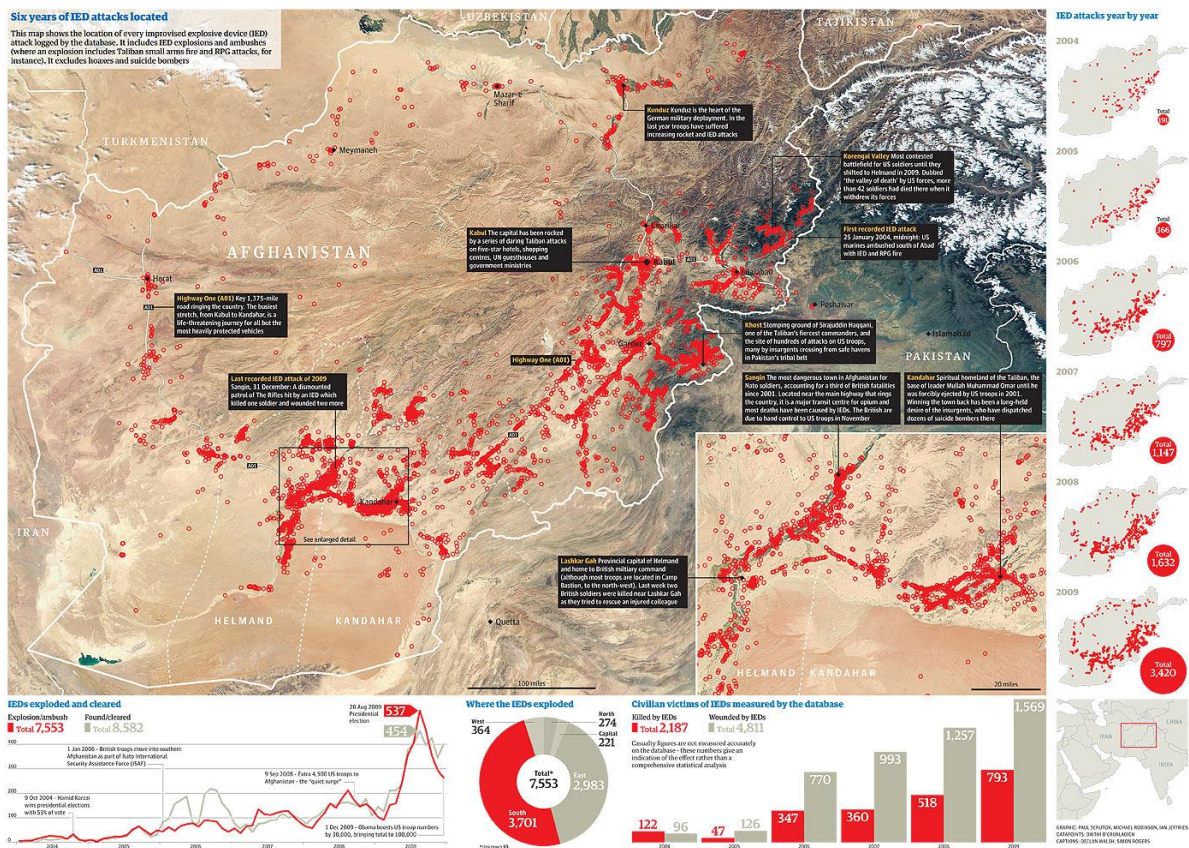 Six years of IED attacks located
This map shows the location of every improvised explosive device (IED)
attack logged by the database. It includes IED explosions and ambushes
(where an explosion includes Taliban small arms fire and RPG attacks, for
instance). It excludes hoaxes and suicide bombers
UZBEKISTAN
TAJIKISTAN
TURKMENISTAN
Mazar-e
Sharif
Meymaneh
Kunduz Kunduz is the heart of the
German military deployment. In the
last year troops have suffered
increasing rocket and IED attacks
Korengal Valley Most contested
battlefield for US soldiers until they
shifted to Helmand in 2009. Dubbed
'the valley of death' by US forces, more
than 42 soldiers had died there when it
withdrew its forces
First recorded IED attack
25 January 2004, midnight: US
marines ambushed south of Abad
with IED and RPG fire
Kabul The capital has been rocked
by a series of daring Taliban attacks
on five-star hotels, shopping
centres, UN guesthouses and
government ministries
Charikar
Kabul
A01
Jalalabad
AFGHANISTAN
A01
Herat
A01
Highway One (A01) Key 1,375-mile
road ringing the country. The busiest
stretch, from Kabul to Kandahar, is a
life-threatening journey for all but the
most heavily protected vehicles
Peshawar
Islamabad
PAKISTAN
Khost Stomping ground of Sirajuddin Haqqani,
one of the Taliban's fiercest commanders, and
the site of hundreds of attacks on US troops,
many by insurgents crossing from safe havens
in Pakistan's tribal belt
Gardez
Highway One (A01)
Last recorded IED attack of 2009
Sangin, 31 December: A dismounted
patrol of The Rifles hit by an IED which
killed one soldier and wounded two more
Sangin The most dangerous town in Afghanistan for
Nato soldiers, accounting for a third of British fatalities
since 2001. Located near the main highway that rings
the country, it is a major transit centre for opium and
most deaths have been caused by IEDs. The British are
due to hand control to US troops in November
Kandahar Spiritual homeland of the Taliban, the
base of leader Mullah Muhammad Omar until he
was forcibly ejected by US troops in 2001.
Winning the town back has been a long-held
desire of the insurgents, who have dispatched
dozens of suicide bombers there
A01
A01
Kandahar
See enlarged detail
IRAN
Lashkar Gah Provincial capital of Helmand
and home to British military command
(although most troops are located in Camp
Bastion, to the north-west). Last week two
British soldiers were killed near Lashkar Gah
as they tried to rescue an injured colleague
HELMAND
KANDAHAR
Quetta
100 miles
HELMAND
KANDAHAR
20 miles
IED attacks year by year
2004
Total
191
2005
Total
366
2006
Total
797
2007
Total
1,147
2008
Total
1,632
2009
Total
3,420
IEDs exploded and cleared
Explosion/ambush
Total 7,553
Found/cleared
Total 8,582
400
300
200
100
0
9 Oct 2004 - Hamid Karzai
wins presidential elections
with 55% of vote
1 Jan 2006 - British troops move into southern
Afghanistan as part of Nato International
Security Assistance Force (ISAF)
9 Sep 2008 - Extra 4,500 US troops to
Afghanistan - the "quiet surge"
20 Aug 2009
Presidential
election
537
454
1 Dec 2009 - Obama boosts US troop numbers
by 30,000, bringing total to 100,000
2004
2005
2006
2007
2008
2009
Where the IEDs exploded
West
364
North
274
Capital
221
East
2,983
South
3,701
Total*
7,553
Civilian victims of IEDs measured by the database
Killed by IEDs
Total 2,187
Wounded by IEDs
Total 4,811
Casualty figures are not measured accurately
on the database - these numbers give an
indication of the effect rather than a
comprehensive statistical analysis
122
96
47
126
347
770
360
993
518
1,257
793
1,569
2004
2005
2006
2007
2008
2009
CHINA
IRAN
INDIA